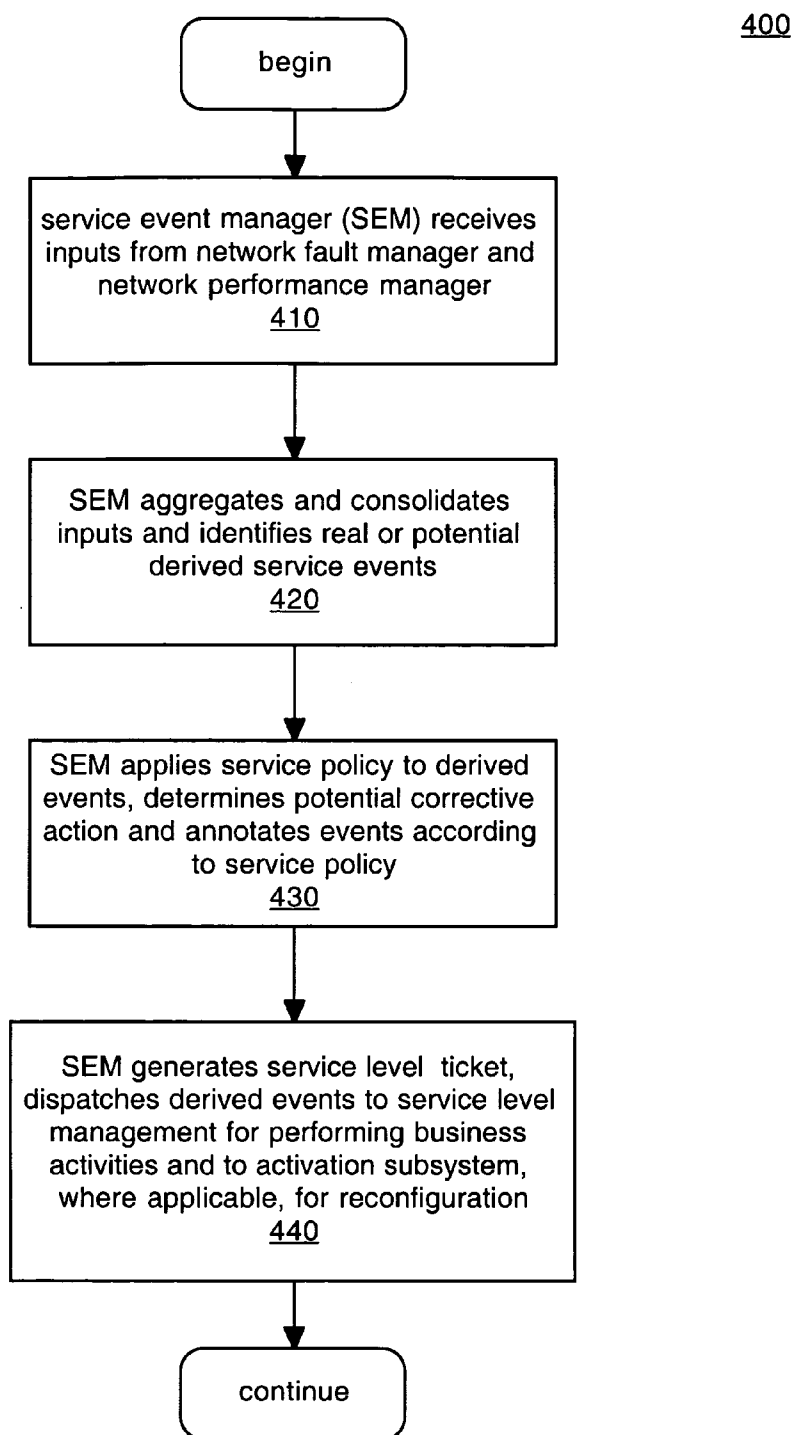 400
begin
service event manager (SEM) receives
inputs from network fault manager and
network performance manager
410
SEM aggregates and consolidates
inputs and identifies real or potential
derived service events
420
SEM applies service policy to derived
events, determines potential corrective
action and annotates events according
to service policy
430
SEM generates service level ticket,
dispatches derived events to service level
management for performing business
activities and to activation subsystem,
where applicable, for reconfiguration
440
continue